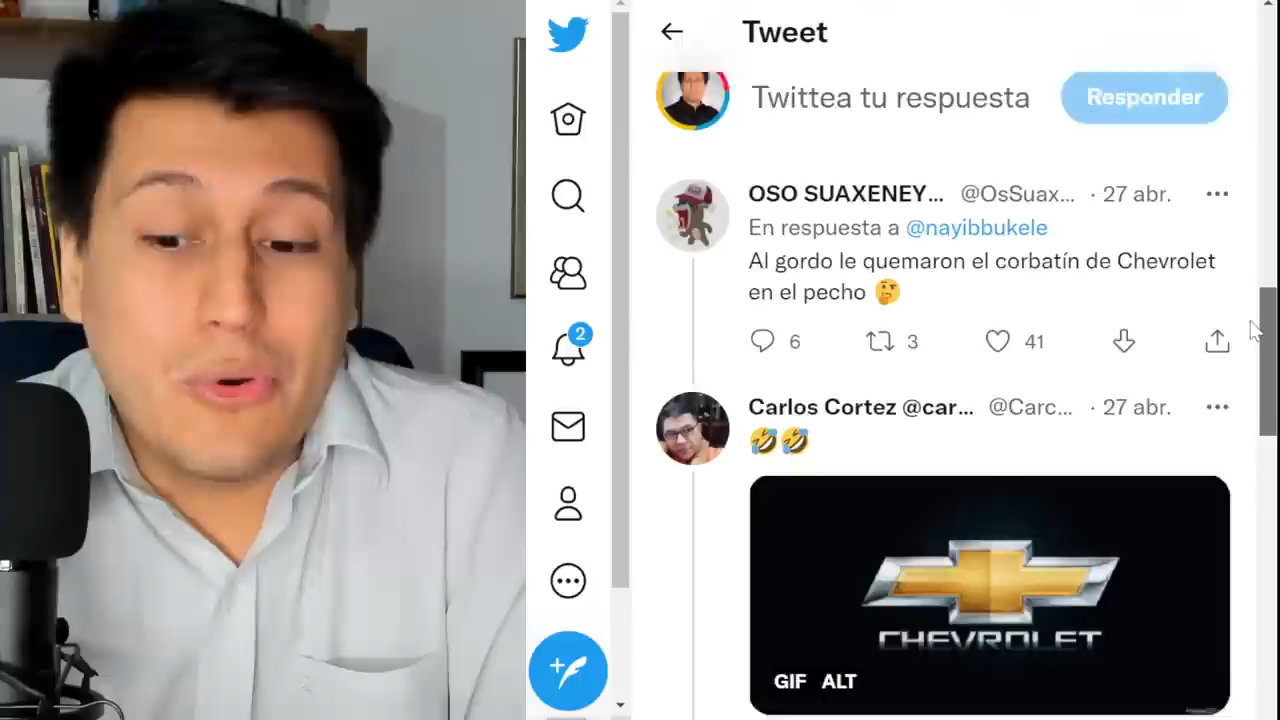 Tweet
Twittea tu respuesta
Responder
OSO SUAXENEY... @OsSuax... · 27 abr.
En respuesta a @nayibbukele
Al gordo le quemaron el corbatín de Chevrolet
en el pecho 🤔
6 3 41
2
Carlos Cortez @car... @Carc... · 27 abr.
🤣🤣
CHEVROLET
GIF ALT